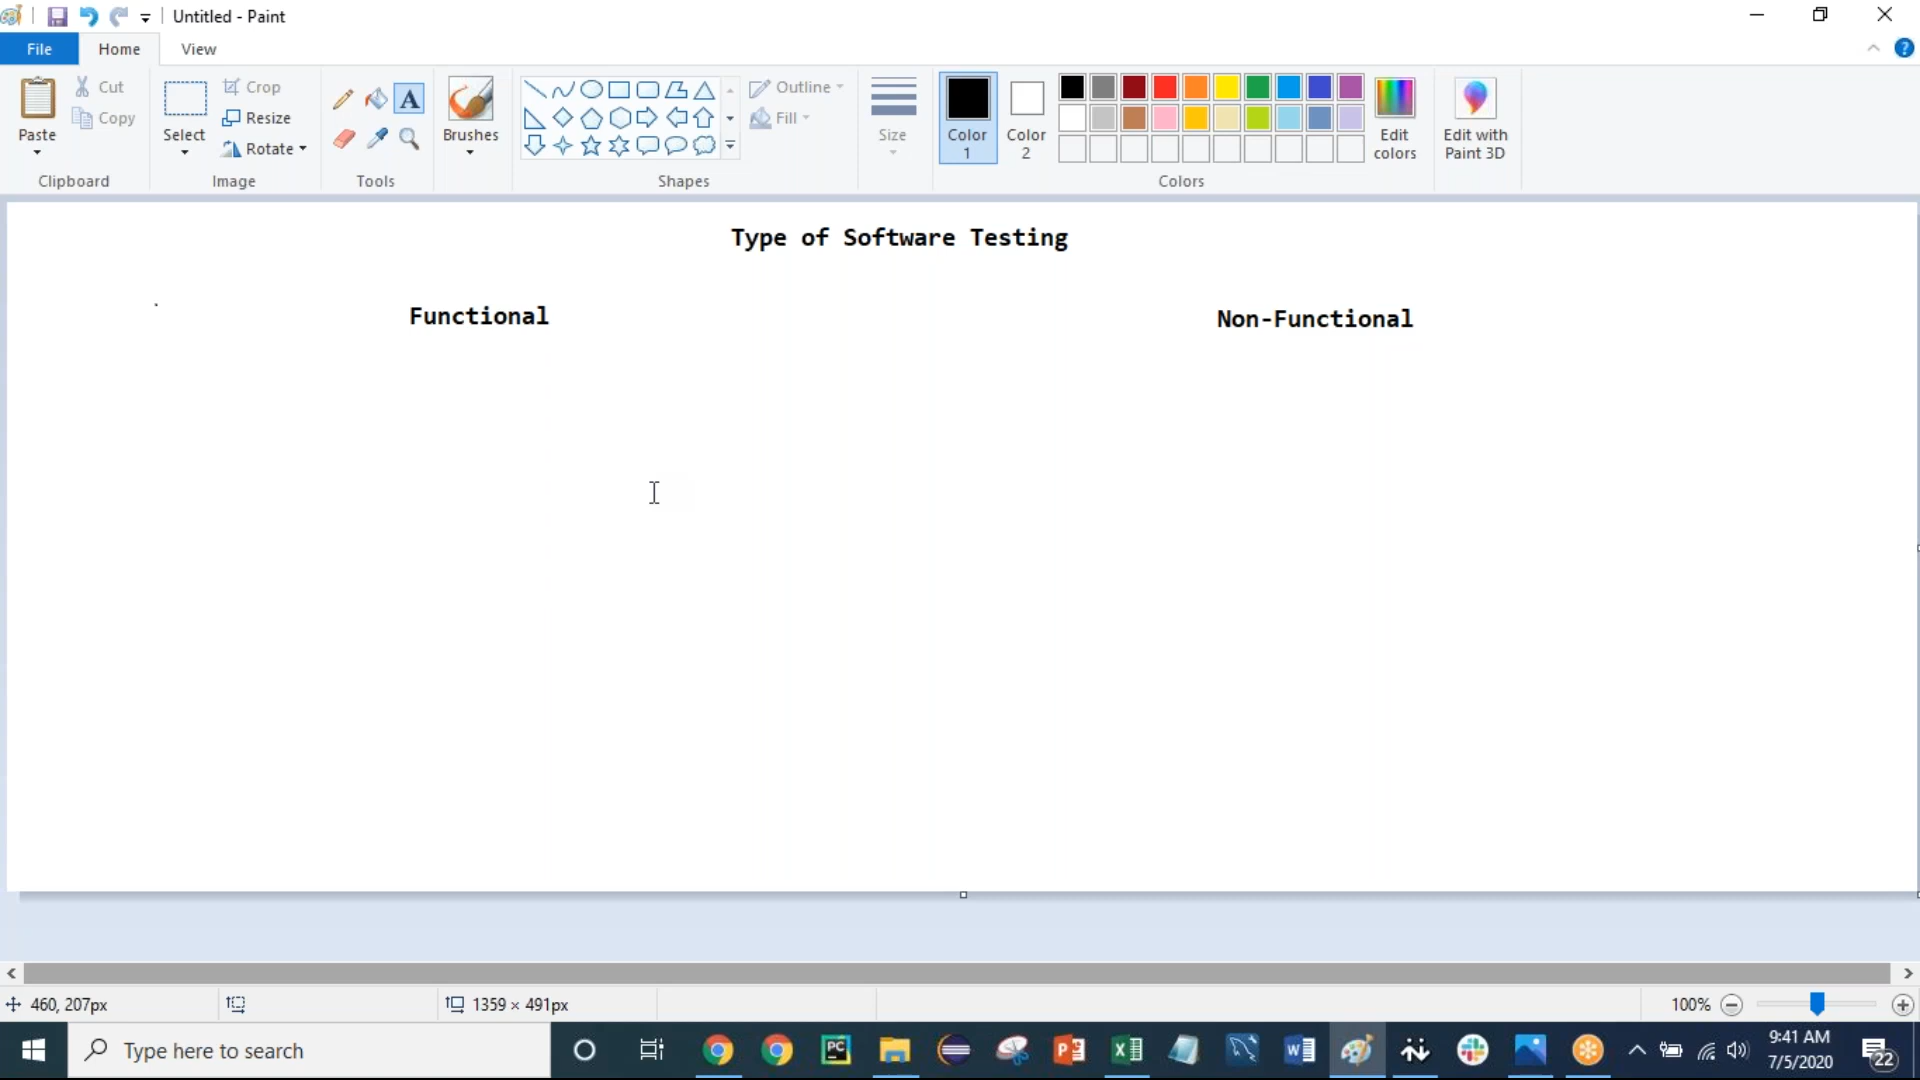 Untitled - Paint
File Home View
Paste
Cut
Copy
Clipboard
Select
Crop
Resize
Rotate
Image
A
Tools
Brushes
Shapes
Outline
Fill
Size
Color 1
Color 2
Colors
Edit colors
Edit with Paint 3D
Type of Software Testing
Functional
Non-Functional
460, 207px
1359 × 491px
100%
Type here to search
PC
9:41 AM
7/5/2020
22